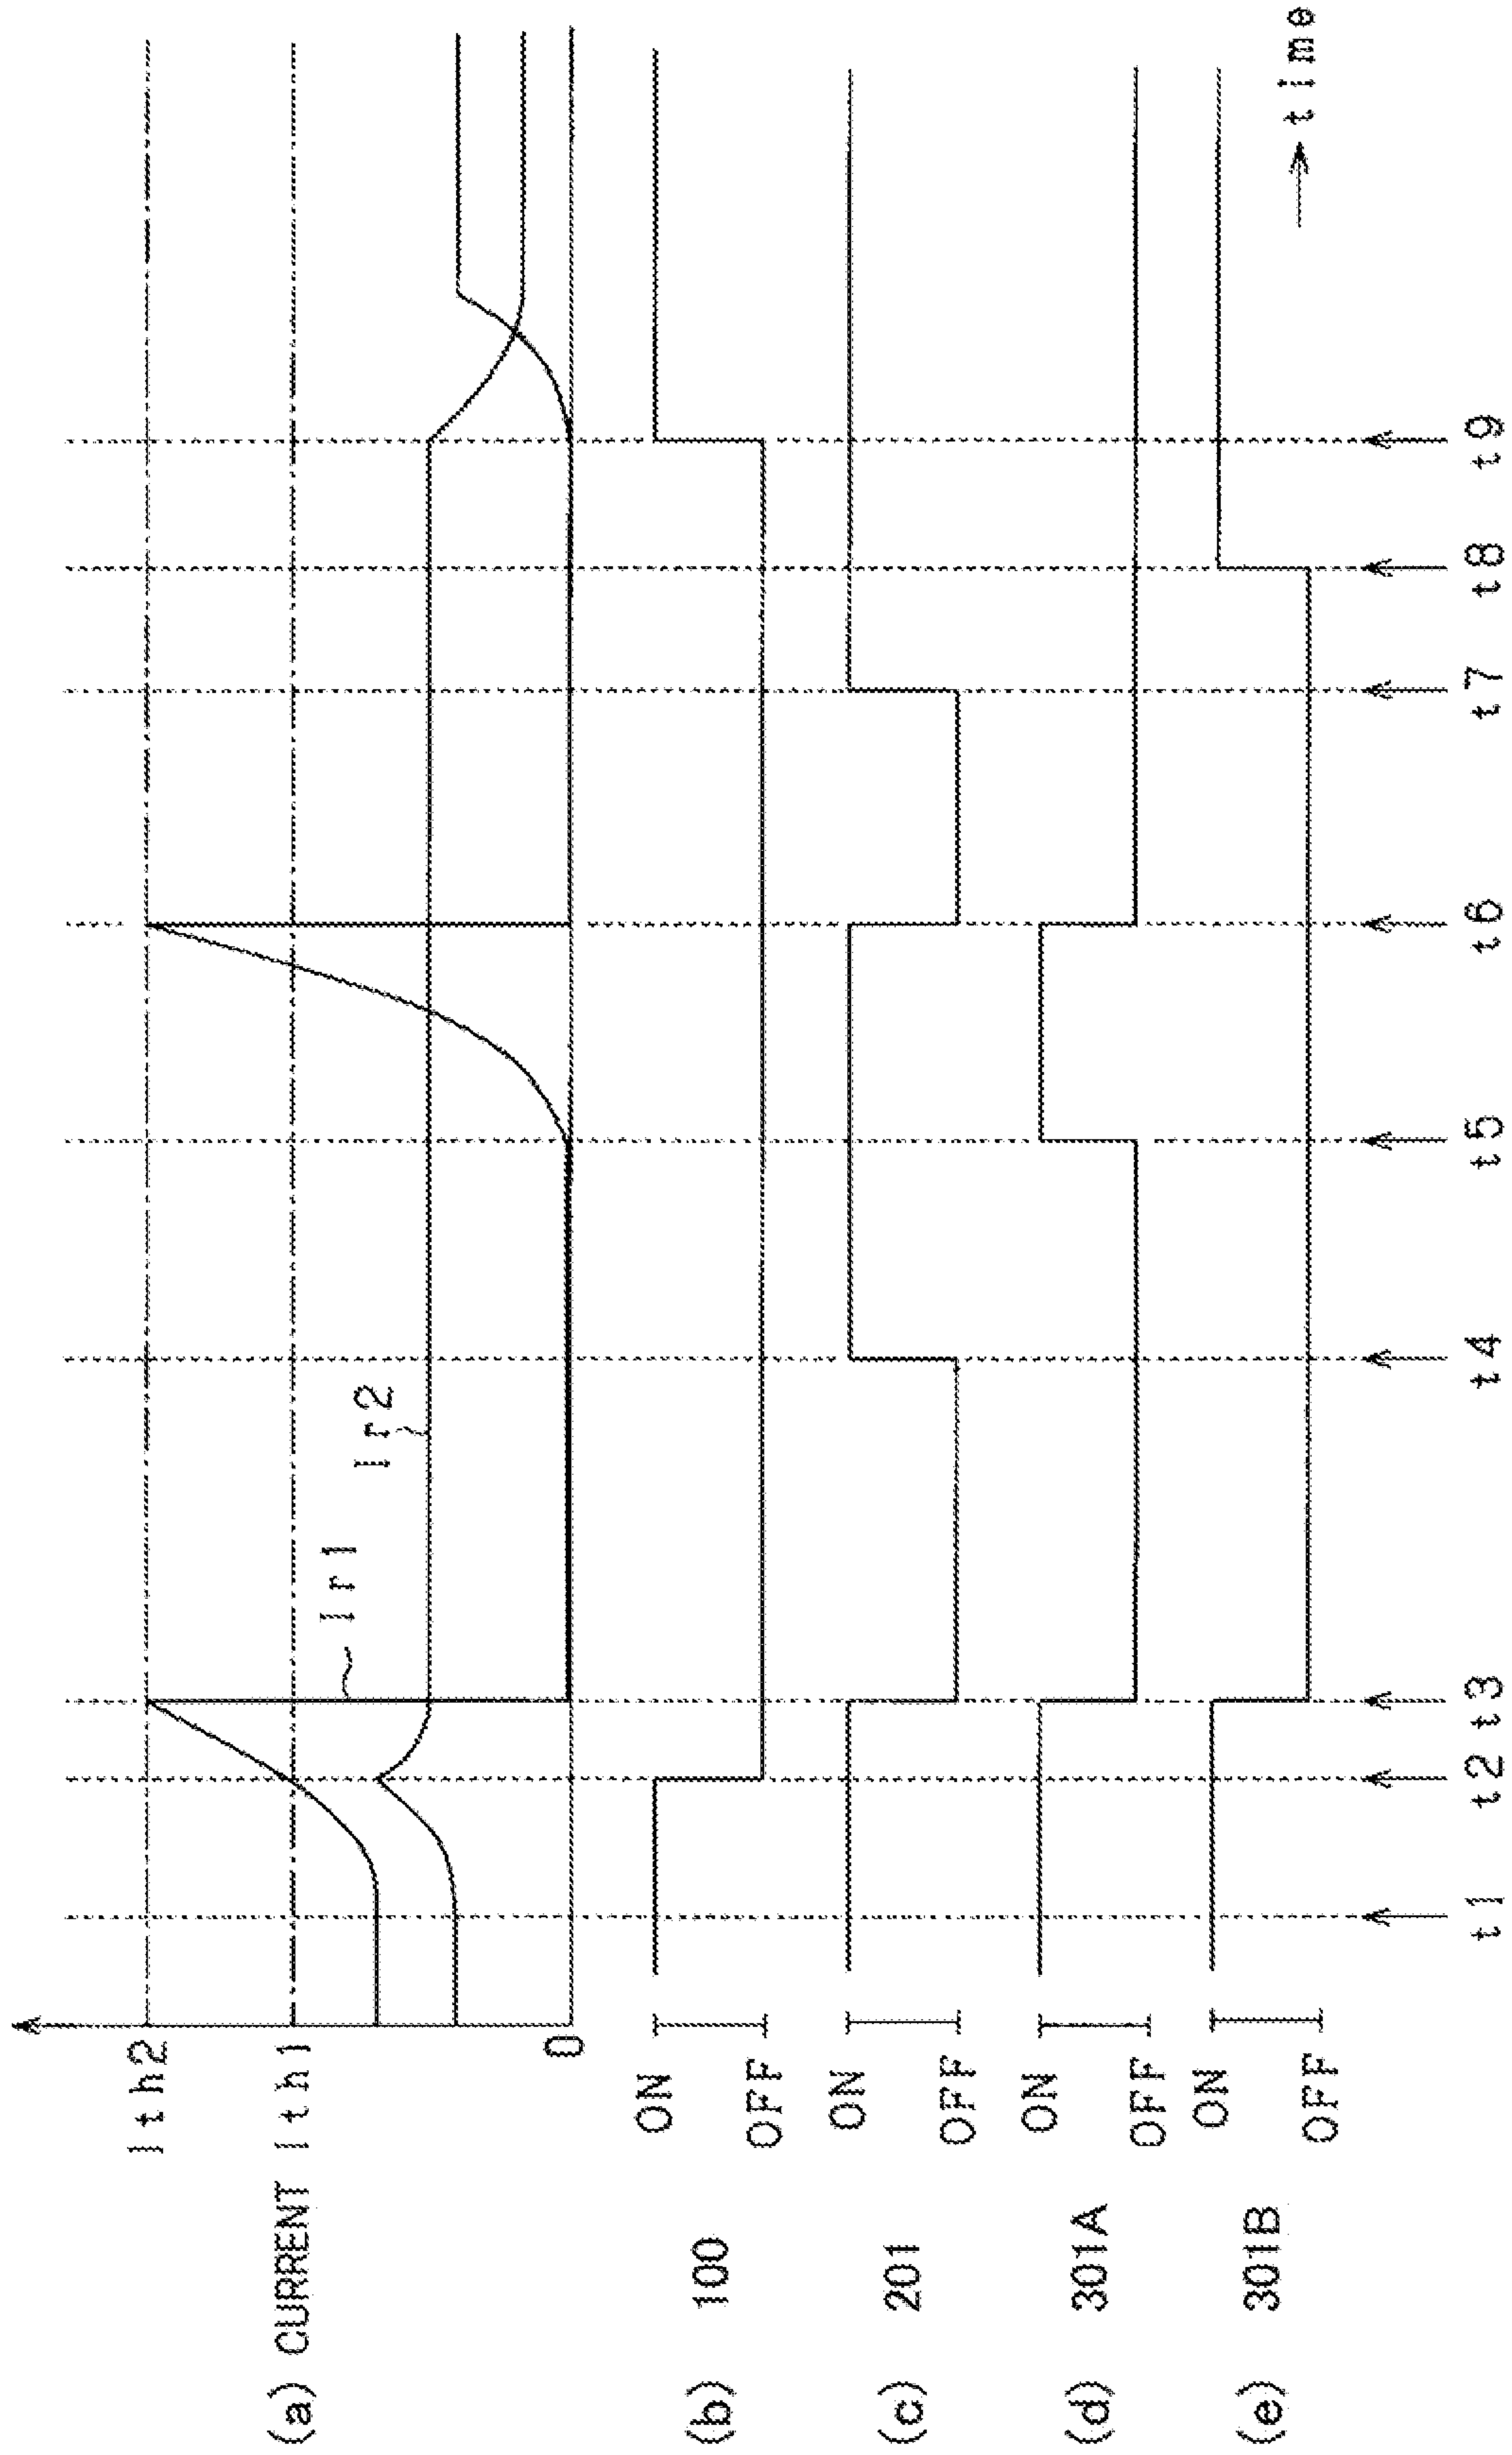 Ith2
(a) CURRENT Ith1
0
Ir1
Ir2
(b) 100
ON
OFF
(c) 201
ON
OFF
(d) 301A
ON
OFF
(e) 301B
ON
OFF
time
t1 t2 t3 t4 t5 t6 t7 t8 t9